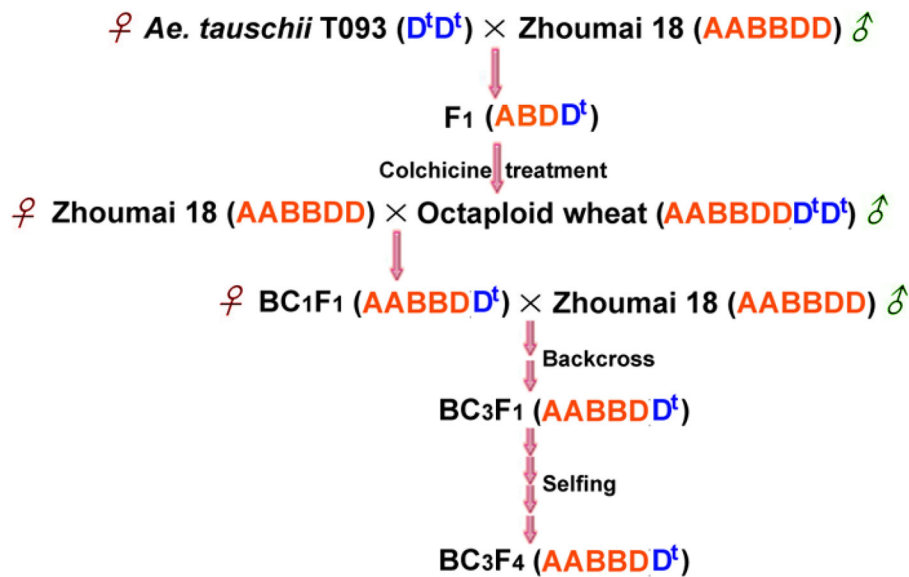 ♀ Ae. tauschii T093 (DᵗDᵗ) × Zhoumai 18 (AABBDD) ♂
F₁ (ABDDᵗ)
Colchicine treatment
♀ Zhoumai 18 (AABBDD) × Octaploid wheat (AABBDDDᵗDᵗ) ♂
♀ BC₁F₁ (AABBDDᵗ) × Zhoumai 18 (AABBDD) ♂
Backcross
BC₃F₁ (AABBDDᵗ)
Selfing
BC₃F₄ (AABBDDᵗ)